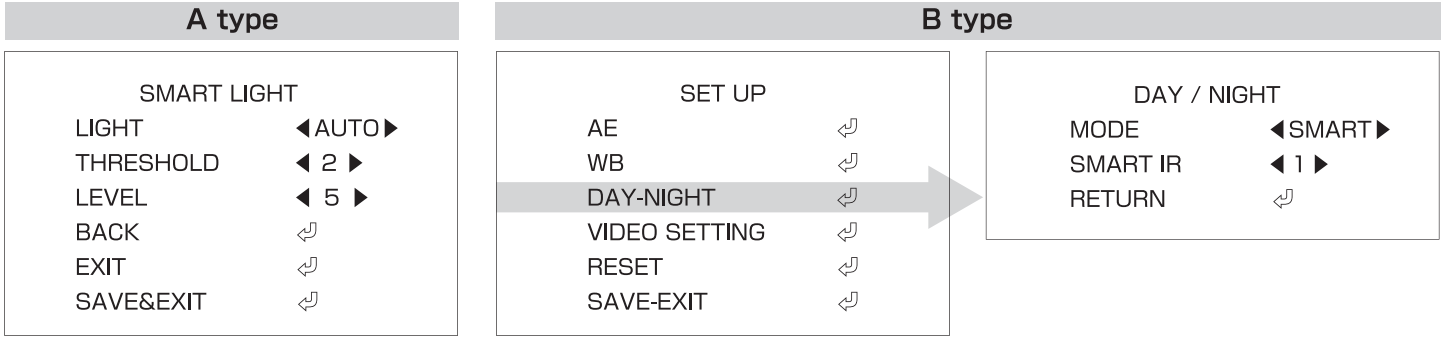 A type
SMART LIGHT
LIGHT ◀AUTO▶
THRESHOLD ◀ 2 ▶
LEVEL ◀ 5 ▶
BACK ⏎
EXIT ⏎
SAVE&EXIT ⏎
B type
SET UP
AE ⏎
WB ⏎
DAY-NIGHT ⏎
VIDEO SETTING ⏎
RESET ⏎
SAVE-EXIT ⏎
DAY / NIGHT
MODE ◀SMART▶
SMART IR ◀ 1 ▶
RETURN ⏎